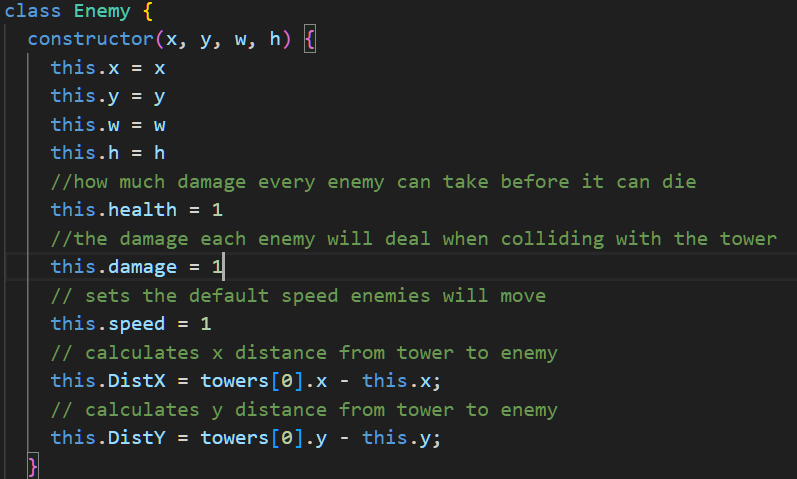 class Enemy {
constructor(x, y, w, h) {
this.x = x
this.y = y
this.w = w
this.h = h
//how much damage every enemy can take before it can die
this.health = 1
//the damage each enemy will deal when colliding with the tower
this.damage = 1
// sets the default speed enemies will move
this.speed = 1
// calculates x distance from tower to enemy
this.DistX = towers[0].x - this.x;
// calculates y distance from tower to enemy
this.DistY = towers[0].y - this.y;
}